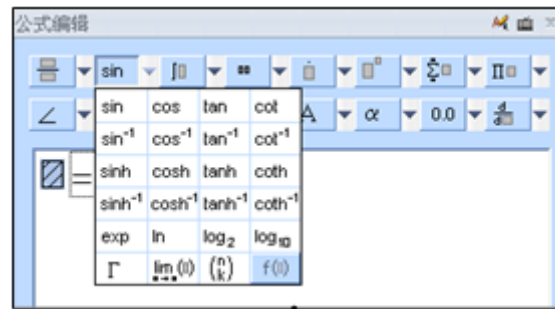 公式编辑
sin ∫▯ ▯ ▯ Σ▯ Π▯
∠ A α 0.0 d/d▯
sin cos tan cot
sin⁻¹ cos⁻¹ tan⁻¹ cot⁻¹
=
sinh cosh tanh coth
sinh⁻¹ cosh⁻¹ tanh⁻¹ coth⁻¹
exp ln log₂ log₁₀
Γ lim(▯) (n k) f(▯)